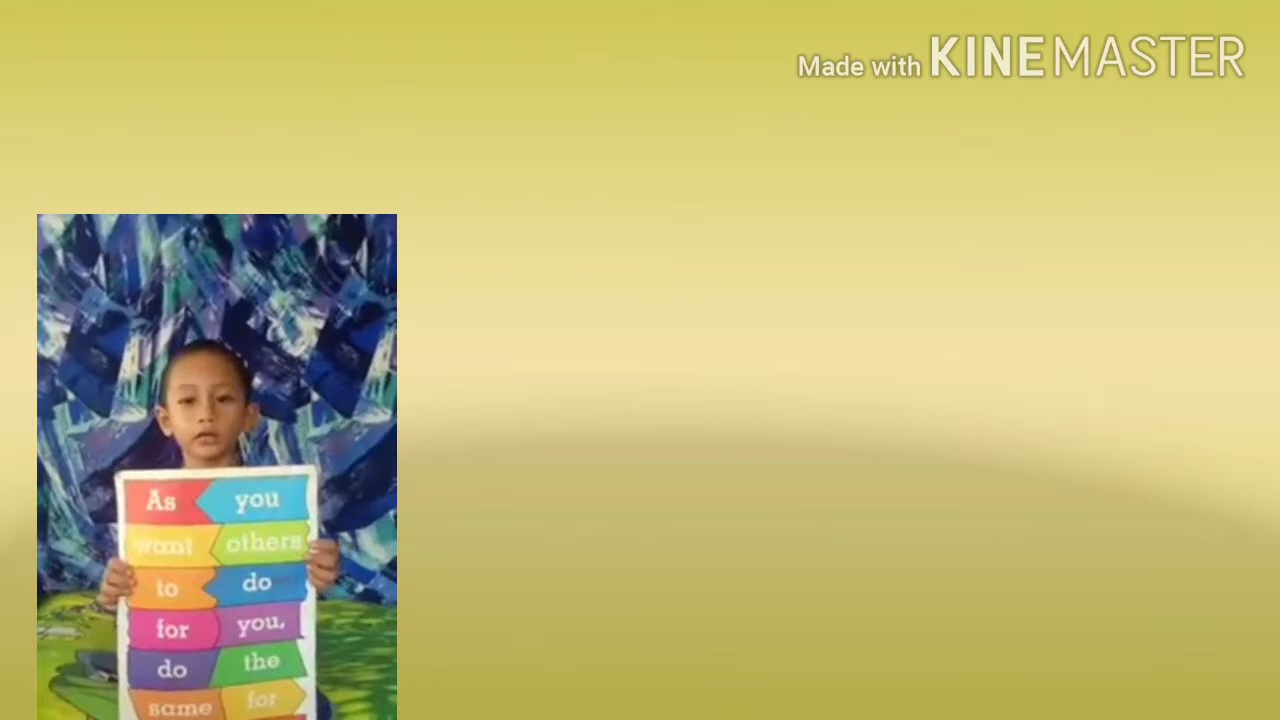 Made with KINEMASTER
As you
want others
to do
for you,
do the
same for